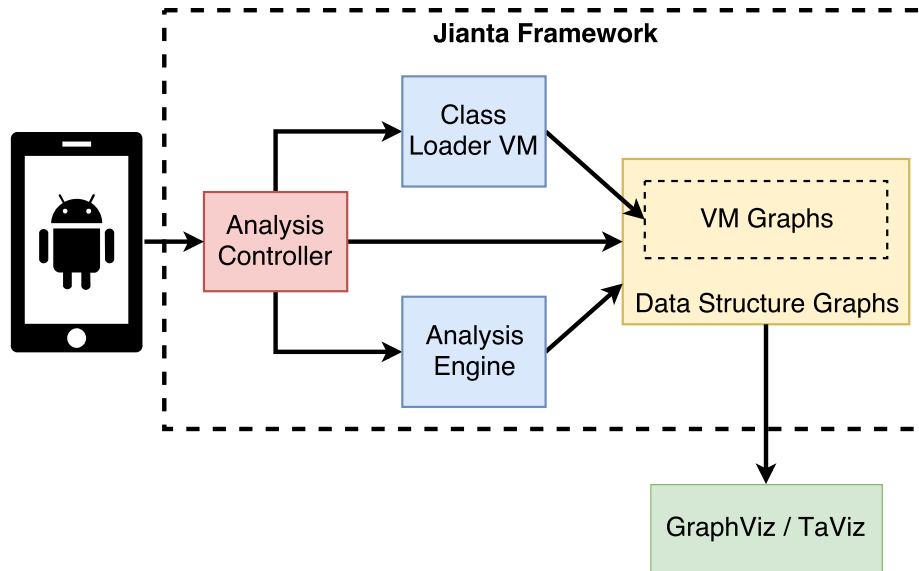 Jianta Framework
Class
Loader VM
Analysis
Controller
VM Graphs
Data Structure Graphs
Analysis
Engine
GraphViz / TaViz